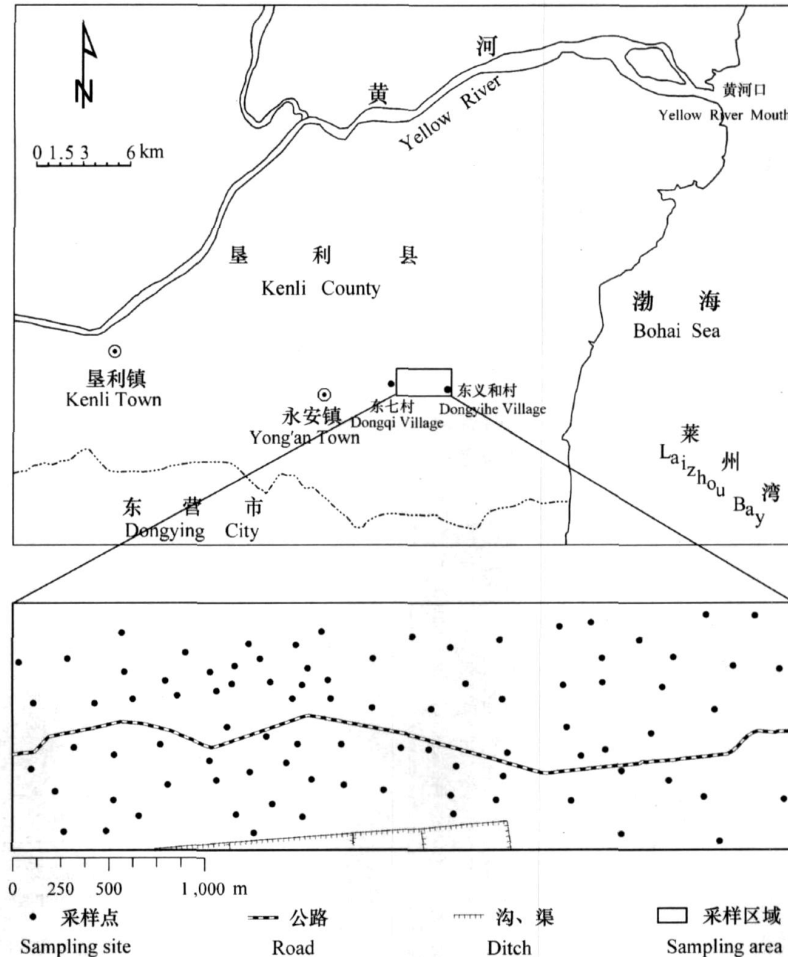 河
黄
Yellow River
黄河口
Yellow River Mouth
N
0 1.5 3 6 km
垦 利 县
Kenli County
渤 海
Bohai Sea
垦利镇
Kenli Town
永安镇
Yong'an Town
东七村
Dongqi Village
东义和村
Dongyihe Village
莱州湾
Laizhou Bay
东 营 市
Dongying City
0 250 500 1,000 m
采样点
公路
沟、渠
采样区域
Sampling site
Road
Ditch
Sampling area